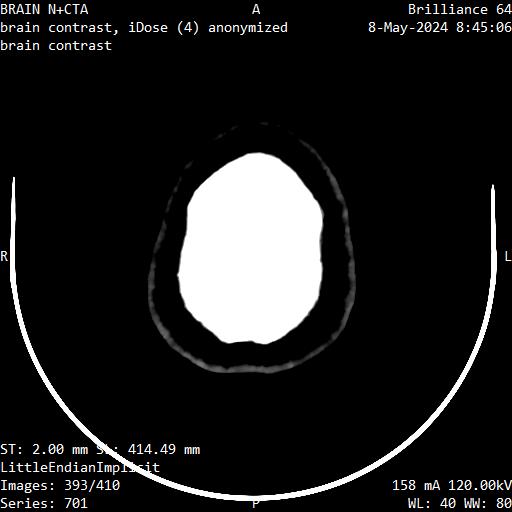 BRAIN N+CTA
brain contrast, iDose (4) anonymized
brain contrast
A
Brilliance 64
8-May-2024 8:45:06
R
L
ST: 2.00 mm SL: 414.49 mm
LittleEndianImplicit
Images: 393/410
Series: 701
P
158 mA 120.00kV
WL: 40 WW: 80